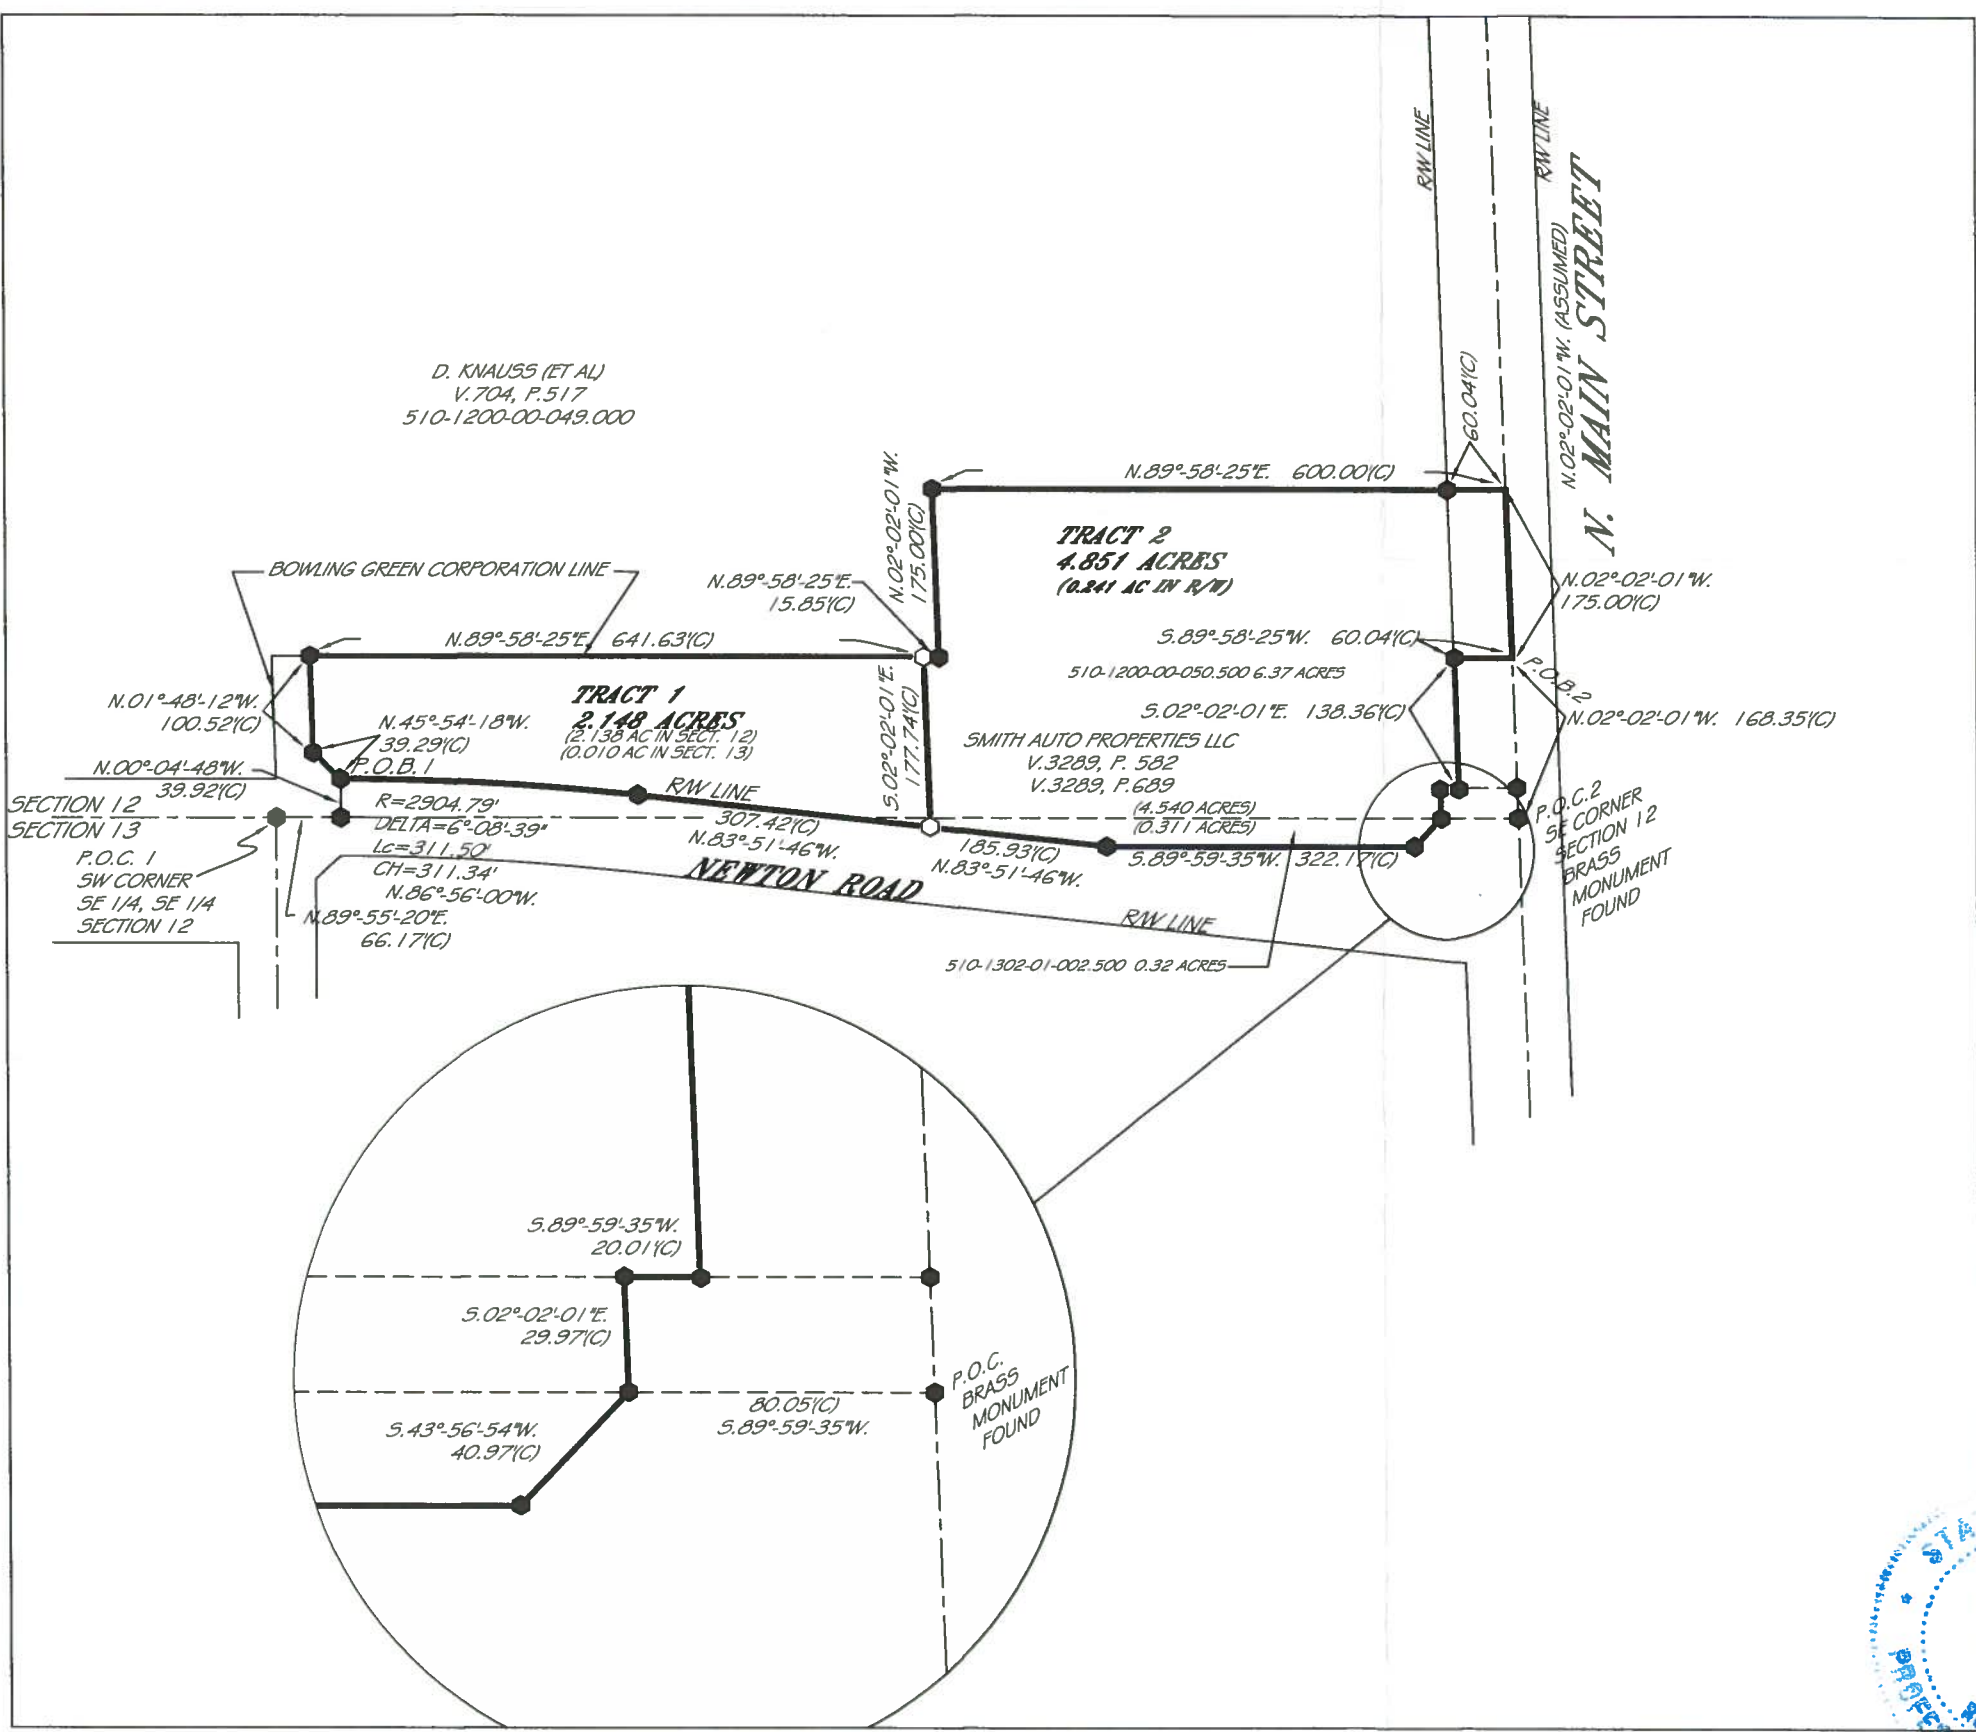 R/W LINE
R/W LINE
N.02°-02'-01"W. (ASSUMED)
N. MAIN STREET
D. KNAUSS (ET AL)
V.704, P.517
510-1200-00-049.000
60.04'(C)
N.02°-02'-01"W.
175.00'(C)
N.89°-58'-25"E. 600.00'(C)
TRACT 2
4.851 ACRES
(0.241 AC IN R/W)
BOWLING GREEN CORPORATION LINE
N.89°-58'-25"E.
15.85'(C)
N.02°-02'-01"W.
175.00'(C)
N.89°-58'-25"E. 641.63'(C)
S.89°-58'-25"W. 60.04'(C)
510-1200-00-050.500 6.37 ACRES
P.O.B.2
N.01°-48'-12"W.
100.52'(C)
TRACT 1
2.148 ACRES
(2.138 AC IN SECT. 12)
(0.010 AC IN SECT. 13)
N.45°-54'-18"W.
39.29'(C)
P.O.B. 1
S.02°-02'-01"E.
177.74'(C)
S.02°-02'-01"E. 138.36'(C)
N.02°-02'-01"W. 168.35'(C)
SMITH AUTO PROPERTIES LLC
V.3289, P. 582
V.3289, P.689
(4.540 ACRES)
(0.311 ACRES)
N.00°-04'-48"W.
39.92'(C)
SECTION 12
SECTION 13
R/W LINE
307.42'(C)
N.83°-51'-46"W.
R=2904.79'
DELTA=6°-08'-39"
Lc=311.50'
CH=311.34'
N.86°-56'-00"W.
P.O.C. 1
SW CORNER
SE 1/4, SE 1/4
SECTION 12
N.89°-55'-20"E.
66.17'(C)
NEWTON ROAD
185.93'(C)
N.83°-51'-46"W.
S.89°-59'-35"W. 322.17'(C)
P.O.C.2
SE CORNER
SECTION 12
BRASS
MONUMENT
FOUND
R/W LINE
510-1302-01-002.500 0.32 ACRES
S.89°-59'-35"W.
20.01'(C)
S.02°-02'-01"E.
29.97'(C)
S.43°-56'-54"W.
40.97'(C)
80.05'(C)
S.89°-59'-35"W.
P.O.C.
BRASS
MONUMENT
FOUND